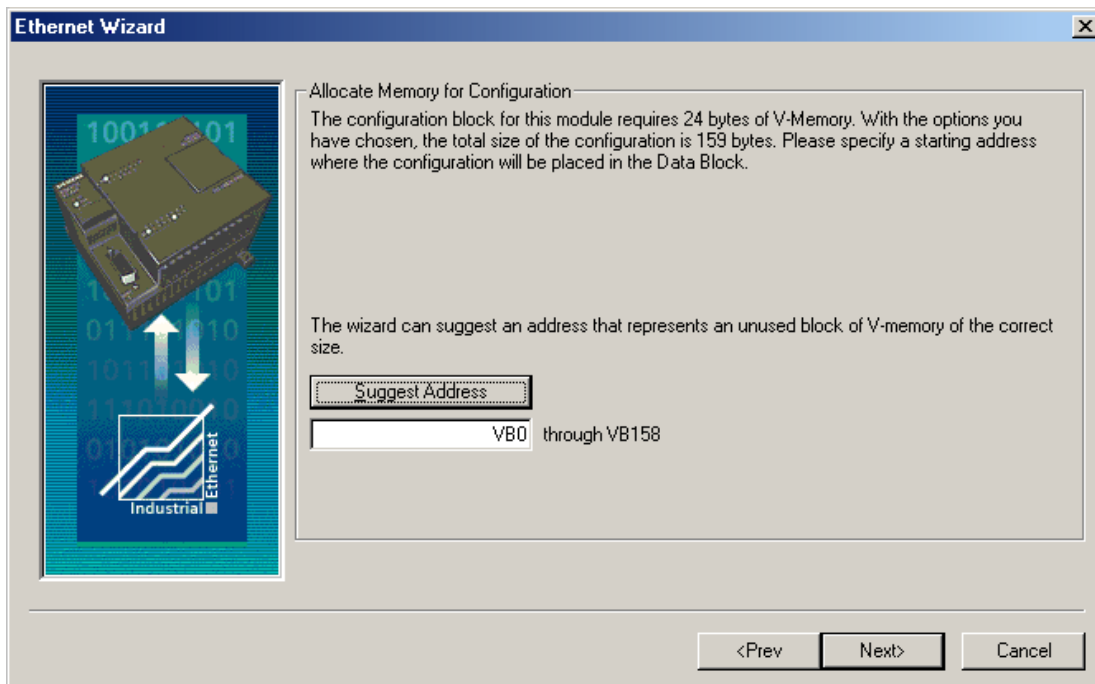 Ethernet Wizard
Allocate Memory for Configuration
The configuration block for this module requires 24 bytes of V-Memory. With the options you
have chosen, the total size of the configuration is 159 bytes. Please specify a starting address
where the configuration will be placed in the Data Block.
The wizard can suggest an address that represents an unused block of V-memory of the correct
size.
Suggest Address
VB0 through VB158
Industrial
Ethernet
<Prev
Next>
Cancel